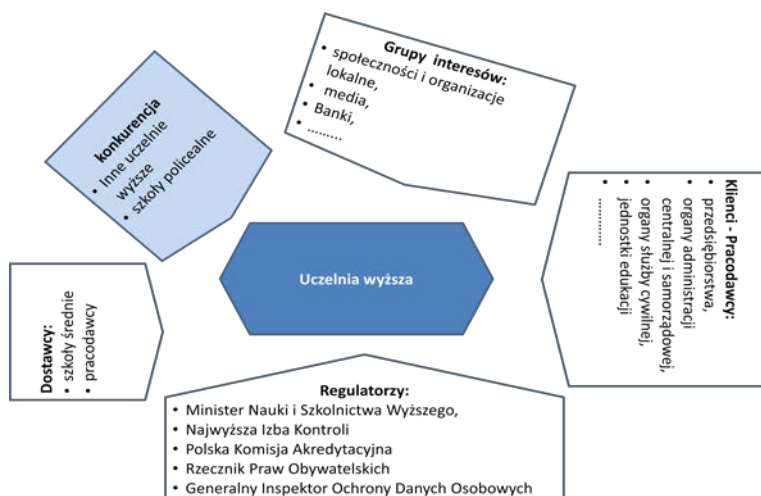 Grupy interesów:
• społeczności i organizacje
lokalne,
• media,
• Banki,
• .........
konkurencja
• Inne uczelnie
wyższe
• szkoły policealne
Klienci - Pracodawcy:
• przedsiębiorstwa,
• organy administracji
centralnej i samorządowej,
• organy służby cywilnej,
• jednostki edukacji
• ............
Uczelnia wyższa
Dostawcy:
• szkoły średnie
• pracodawcy
Regulatorzy:
• Minister Nauki i Szkolnictwa Wyższego,
• Najwyższa Izba Kontroli
• Polska Komisja Akredytacyjna
• Rzecznik Praw Obywatelskich
• Generalny Inspektor Ochrony Danych Osobowych